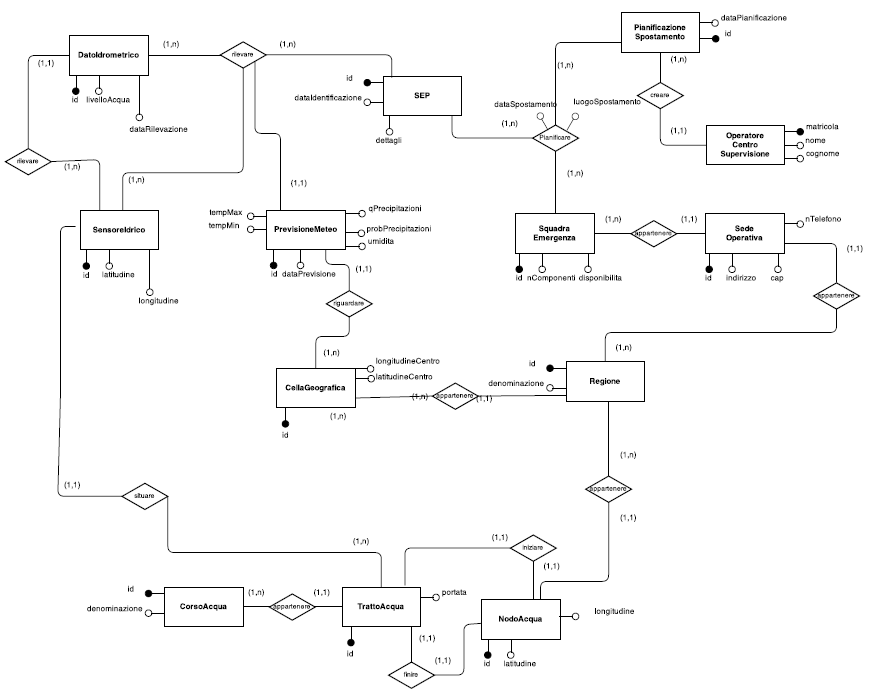 dataPianificazione
Pianificazione
Spostamento
id
(1,n)
rilevare
(1,n)
DatoIdrometrico
(1,1)
(1,n)
(1,n)
id
dataIdentificazione
SEP
creare
id
livelloAcqua
dataSpostamento
luogoSpostamento
dataRilevazione
dettagli
(1,n)
Pianificare
(1,1)
Operatore
Centro
Supervisione
matricola
nome
cognome
rilevare
(1,n)
(1,n)
(1,1)
(1,n)
tempMax
tempMin
qPrecipitazioni
SensoreIdrico
PrevisioneMeteo
probPrecipitazioni
umidita
Squadra
Emergenza
(1,n)
appartenere
(1,1)
Sede
Operativa
nTelefono
(1,1)
id
latitudine
id
dataPrevisione
(1,1)
id
nComponenti
disponibilita
id
indirizzo
cap
longitudine
riguardare
appartenere
(1,n)
(1,n)
longitudineCentro
latitudineCentro
id
denominazione
CellaGeografica
Regione
(1,n)
appartenere
(1,1)
(1,n)
id
(1,n)
appartenere
(1,1)
situare
(1,1)
(1,n)
(1,1)
iniziare
(1,1)
id
denominazione
CorsoAcqua
(1,n)
appartenere
(1,1)
TrattoAcqua
portata
NodoAcqua
longitudine
id
(1,1)
(1,1)
finire
id
latitudine